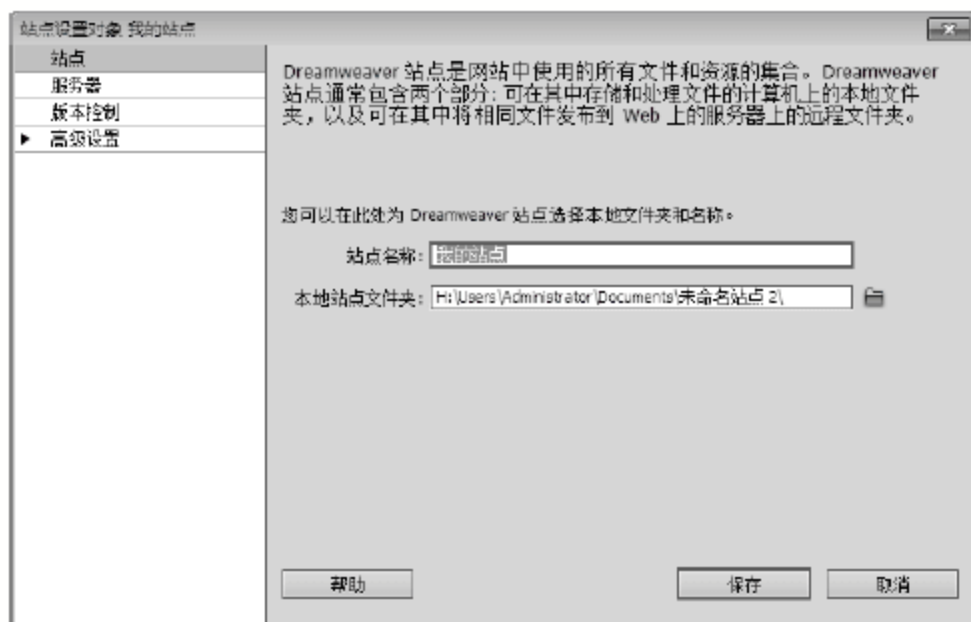 站点设置对象 我的站点
站点
服务器
版本控制
高级设置
Dreamweaver 站点是网站中使用的所有文件和资源的集合。Dreamweaver
站点通常包含两个部分：可在其中存储和处理文件的计算机上的本地文件
夹，以及可在其中将相同文件发布到 Web 上的服务器上的远程文件夹。
您可以在此处为 Dreamweaver 站点选择本地文件夹和名称。
站点名称： 我的站点
本地站点文件夹： H:\Users\Administrator\Documents\未命名站点 2\
帮助 保存 取消